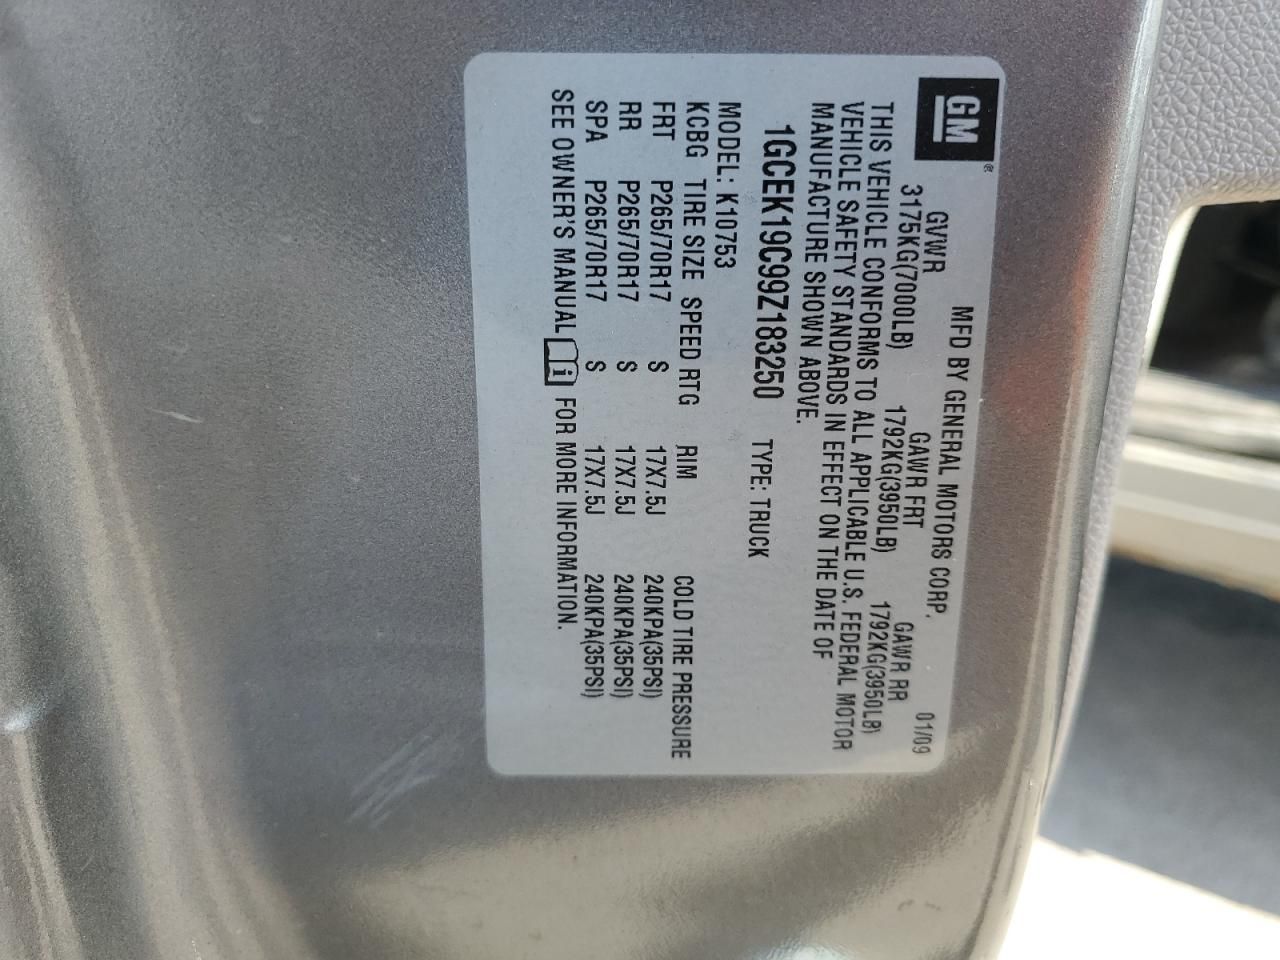 GM®
MFD BY GENERAL MOTORS CORP. 01/09
GVWR GAWR FRT GAWR RR
3175KG(7000LB) 1792KG(3950LB) 1792KG(3950LB)
THIS VEHICLE CONFORMS TO ALL APPLICABLE U.S. FEDERAL MOTOR
VEHICLE SAFETY STANDARDS IN EFFECT ON THE DATE OF
MANUFACTURE SHOWN ABOVE.
1GCEK19C99Z183250 TYPE: TRUCK
MODEL: K10753
KCBG TIRE SIZE SPEED RTG RIM COLD TIRE PRESSURE
FRT P265/70R17 S 17X7.5J 240KPA(35PSI)
RR P265/70R17 S 17X7.5J 240KPA(35PSI)
SPA P265/70R17 S 17X7.5J 240KPA(35PSI)
SEE OWNER'S MANUAL i FOR MORE INFORMATION.